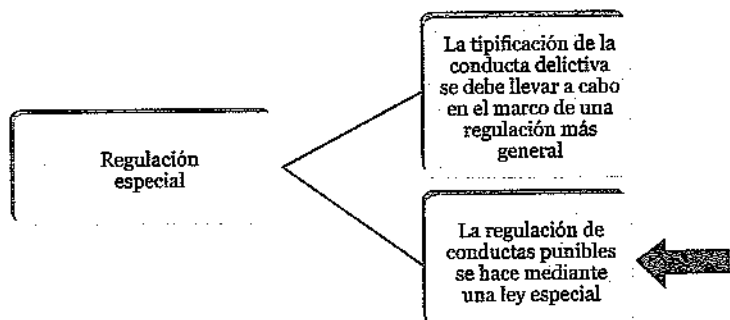 La tipificación de la
conducta delictiva
se debe llevar a cabo
en el marco de una
regulación más
general
Regulación
especial
La regulación de
conductas punibles
se hace mediante
una ley especial